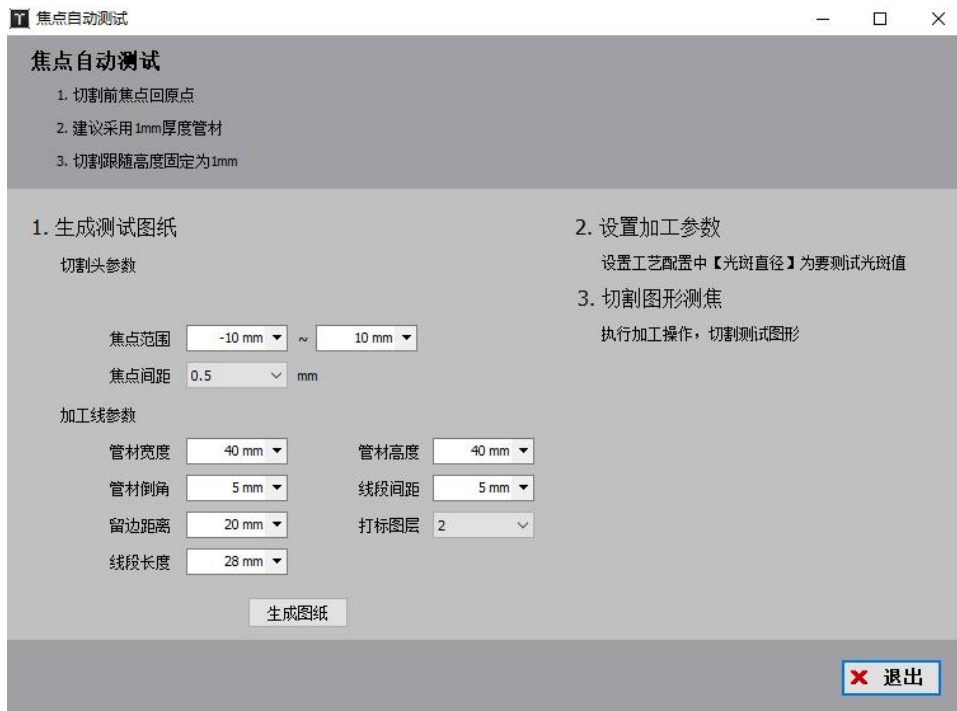 焦点自动测试
焦点自动测试
1. 切割前焦点回原点
2. 建议采用1mm厚度管材
3. 切割跟随高度固定为1mm
1. 生成测试图纸
切割头参数
焦点范围 -10 mm ~ 10 mm
焦点间距 0.5 mm
加工线参数
管材宽度 40 mm 管材高度 40 mm
管材倒角 5 mm 线段间距 5 mm
留边距离 20 mm 打标图层 2
线段长度 28 mm
生成图纸
2. 设置加工参数
设置工艺配置中【光斑直径】为要测试光斑值
3. 切割图形测焦
执行加工操作，切割测试图形
退出